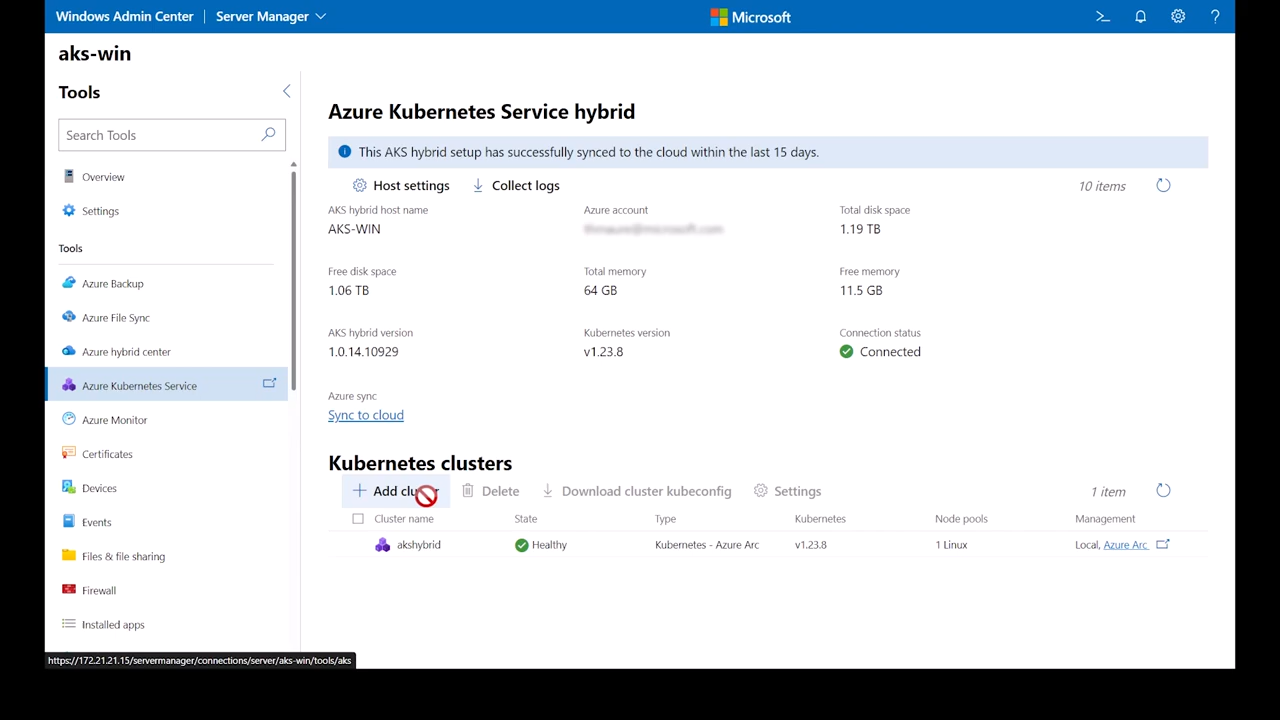 Windows Admin Center
Server Manager
Microsoft
aks-win
Tools
Search Tools
Overview
Settings
Tools
Azure Backup
Azure File Sync
Azure hybrid center
Azure Kubernetes Service
Azure Monitor
Certificates
Devices
Events
Files & file sharing
Firewall
Installed apps
Azure Kubernetes Service hybrid
This AKS hybrid setup has successfully synced to the cloud within the last 15 days.
Host settings
Collect logs
10 items
AKS hybrid host name
AKS-WIN
Azure account
Total disk space
1.19 TB
Free disk space
1.06 TB
Total memory
64 GB
Free memory
11.5 GB
AKS hybrid version
1.0.14.10929
Kubernetes version
v1.23.8
Connection status
Connected
Azure sync
Sync to cloud
Kubernetes clusters
Add
Delete
Download cluster kubeconfig
Settings
1 item
Cluster name State Type Kubernetes Node pools Management
akshybrid Healthy Kubernetes - Azure Arc v1.23.8 1 Linux Local, Azure Arc
https://172.21.21.15/servermanager/connections/server/aks-win/tools/aks